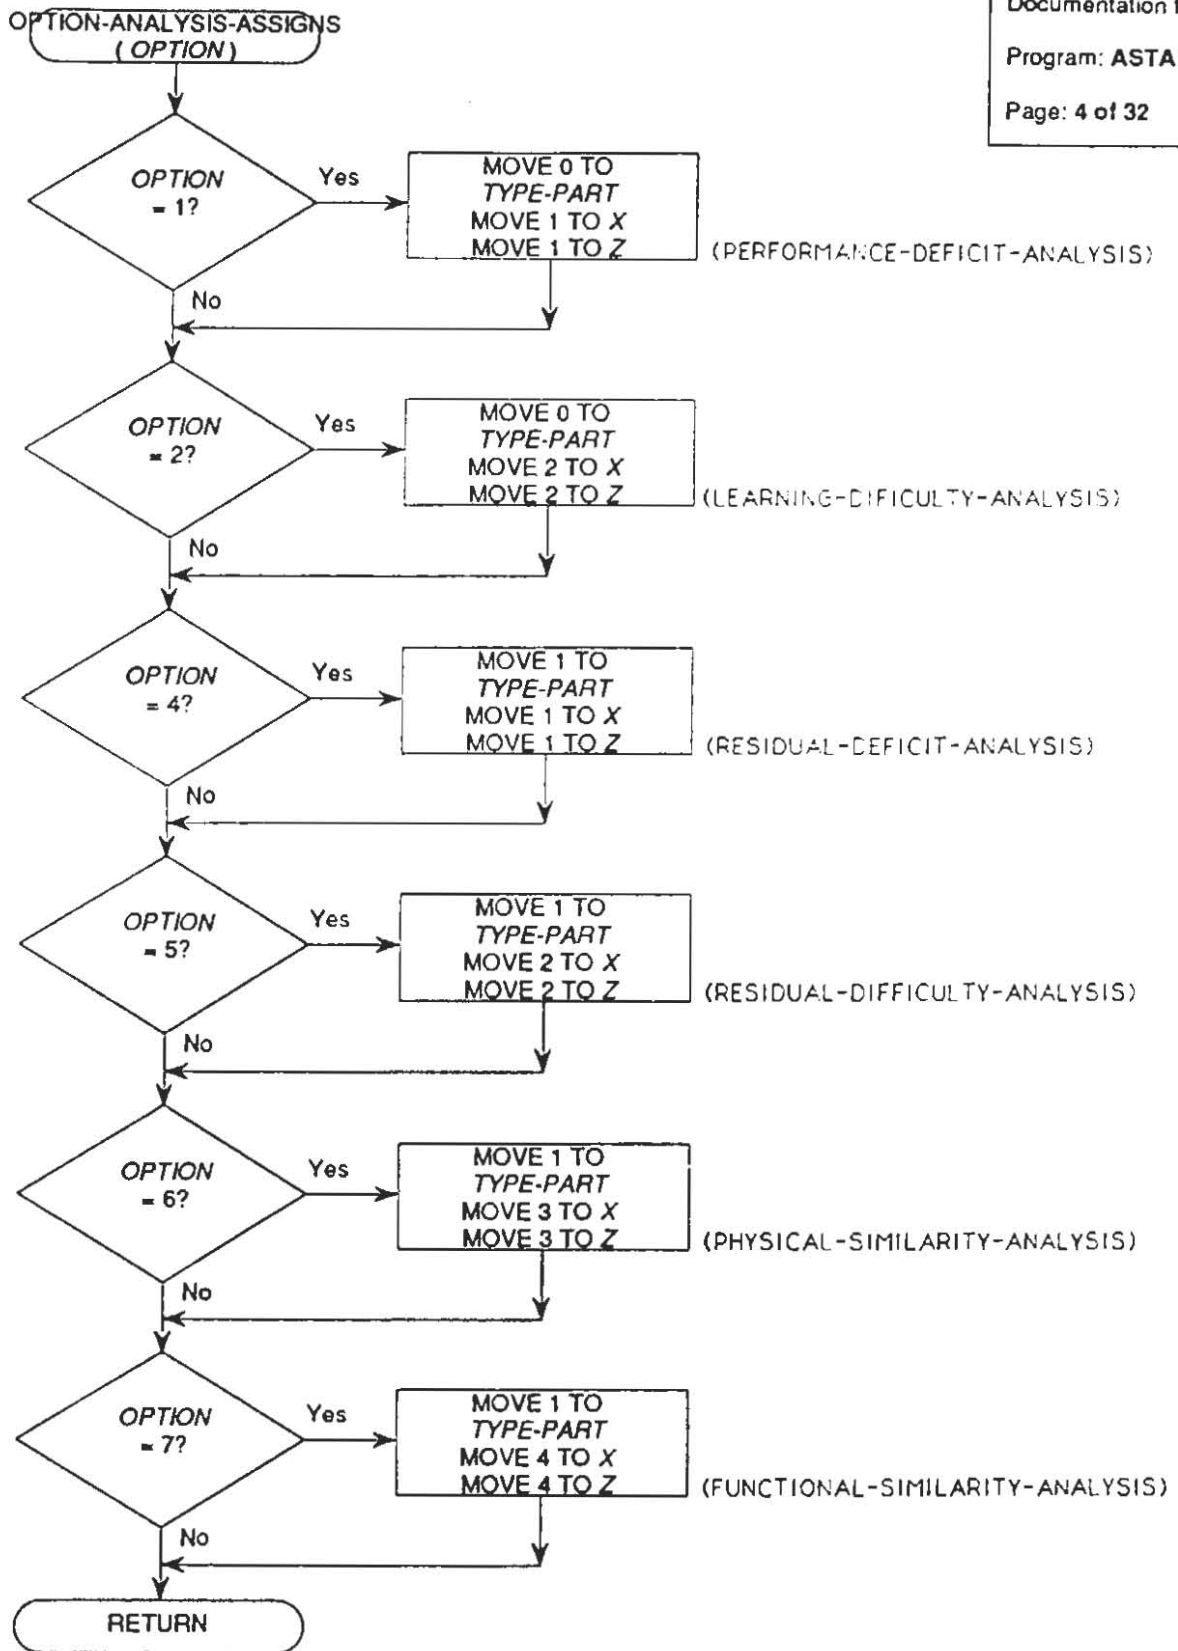 OPTION-ANALYSIS-ASSIGNS
(OPTION)
Documentation f
Program: ASTA
Page: 4 of 32
OPTION
= 1?
Yes
No
MOVE 0 TO
TYPE-PART
MOVE 1 TO X
MOVE 1 TO Z
(PERFORMANCE-DEFICIT-ANALYSIS)
OPTION
= 2?
Yes
No
MOVE 0 TO
TYPE-PART
MOVE 2 TO X
MOVE 2 TO Z
(LEARNING-DIFICULTY-ANALYSIS)
OPTION
= 4?
Yes
No
MOVE 1 TO
TYPE-PART
MOVE 1 TO X
MOVE 1 TO Z
(RESIDUAL-DEFICIT-ANALYSIS)
OPTION
= 5?
Yes
No
MOVE 1 TO
TYPE-PART
MOVE 2 TO X
MOVE 2 TO Z
(RESIDUAL-DIFFICULTY-ANALYSIS)
OPTION
= 6?
Yes
No
MOVE 1 TO
TYPE-PART
MOVE 3 TO X
MOVE 3 TO Z
(PHYSICAL-SIMILARITY-ANALYSIS)
OPTION
= 7?
Yes
No
MOVE 1 TO
TYPE-PART
MOVE 4 TO X
MOVE 4 TO Z
(FUNCTIONAL-SIMILARITY-ANALYSIS)
RETURN